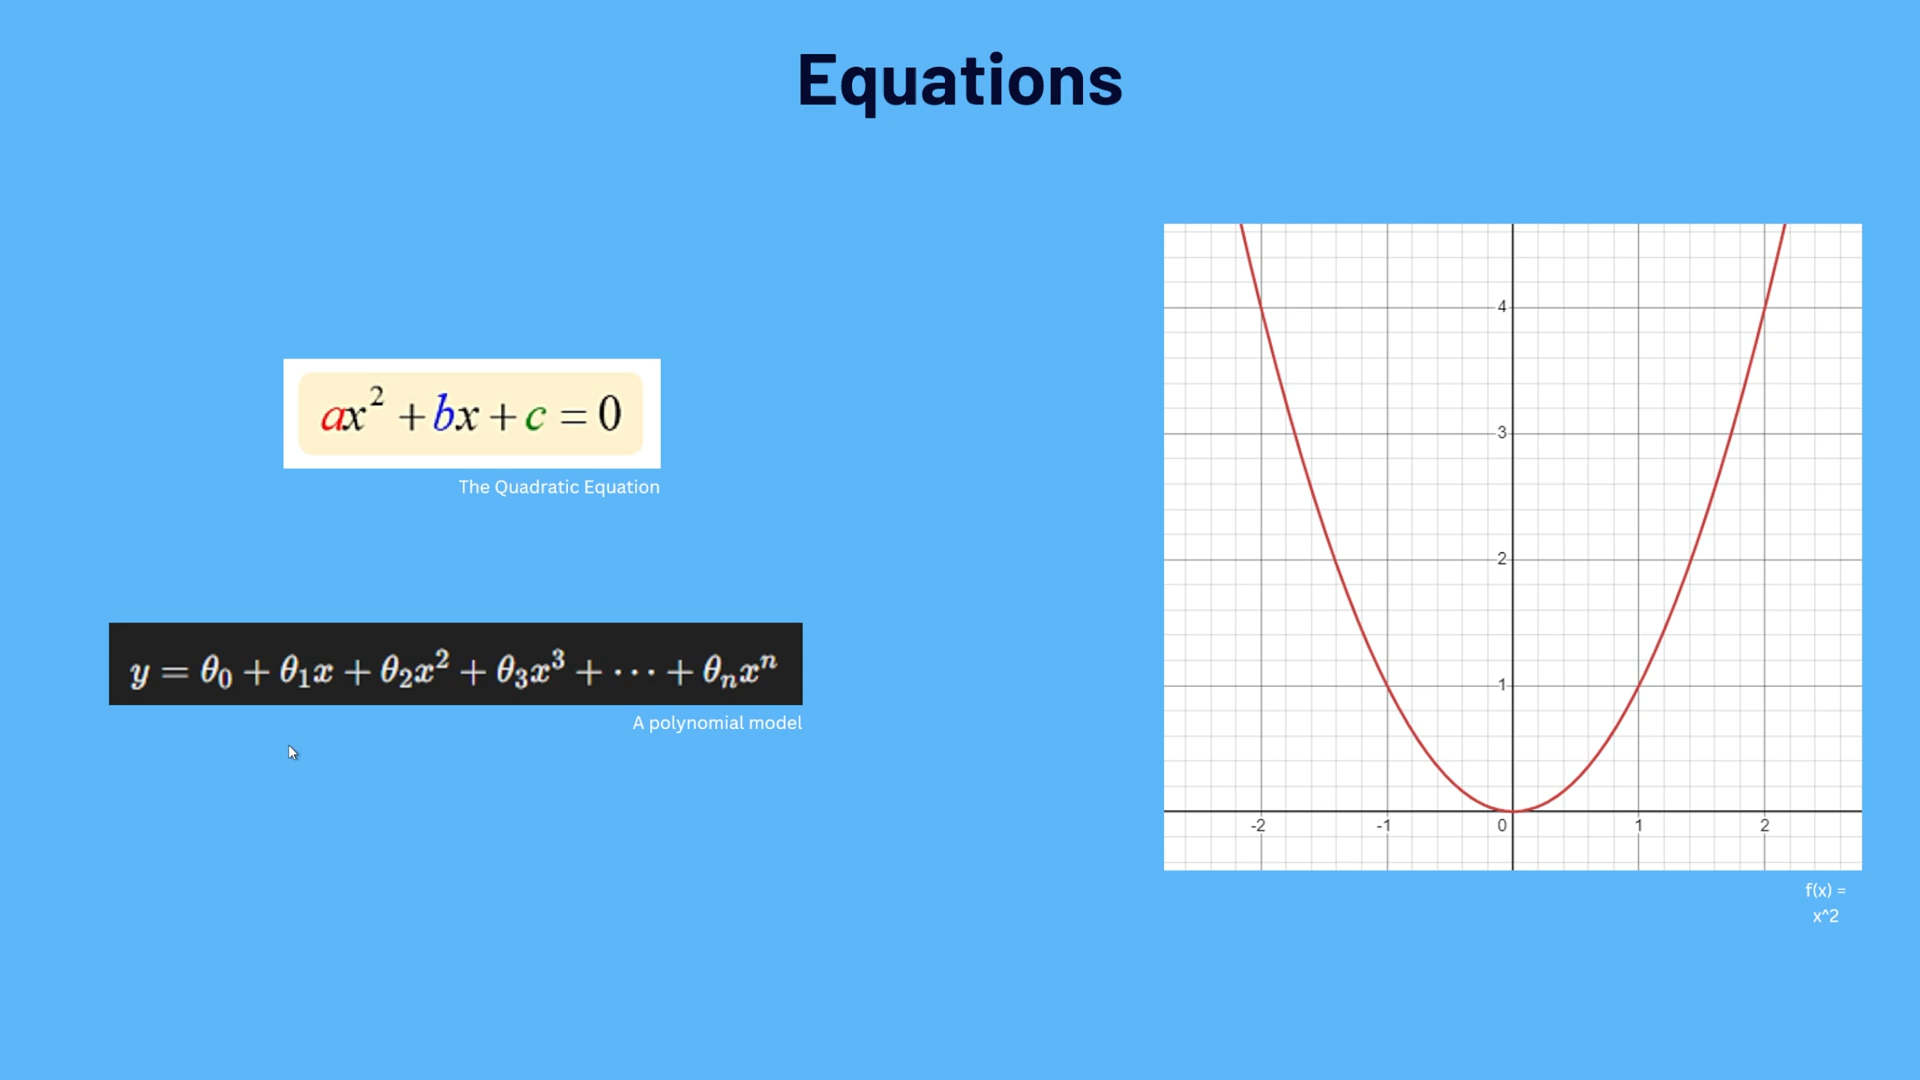 Equations
ax² + bx + c = 0
The Quadratic Equation
y = θ₀ + θ₁x + θ₂x² + θ₃x³ + ⋯ + θₙxⁿ
A polynomial model
4
3
2
1
-2 -1 0 1 2
f(x) =
x^2